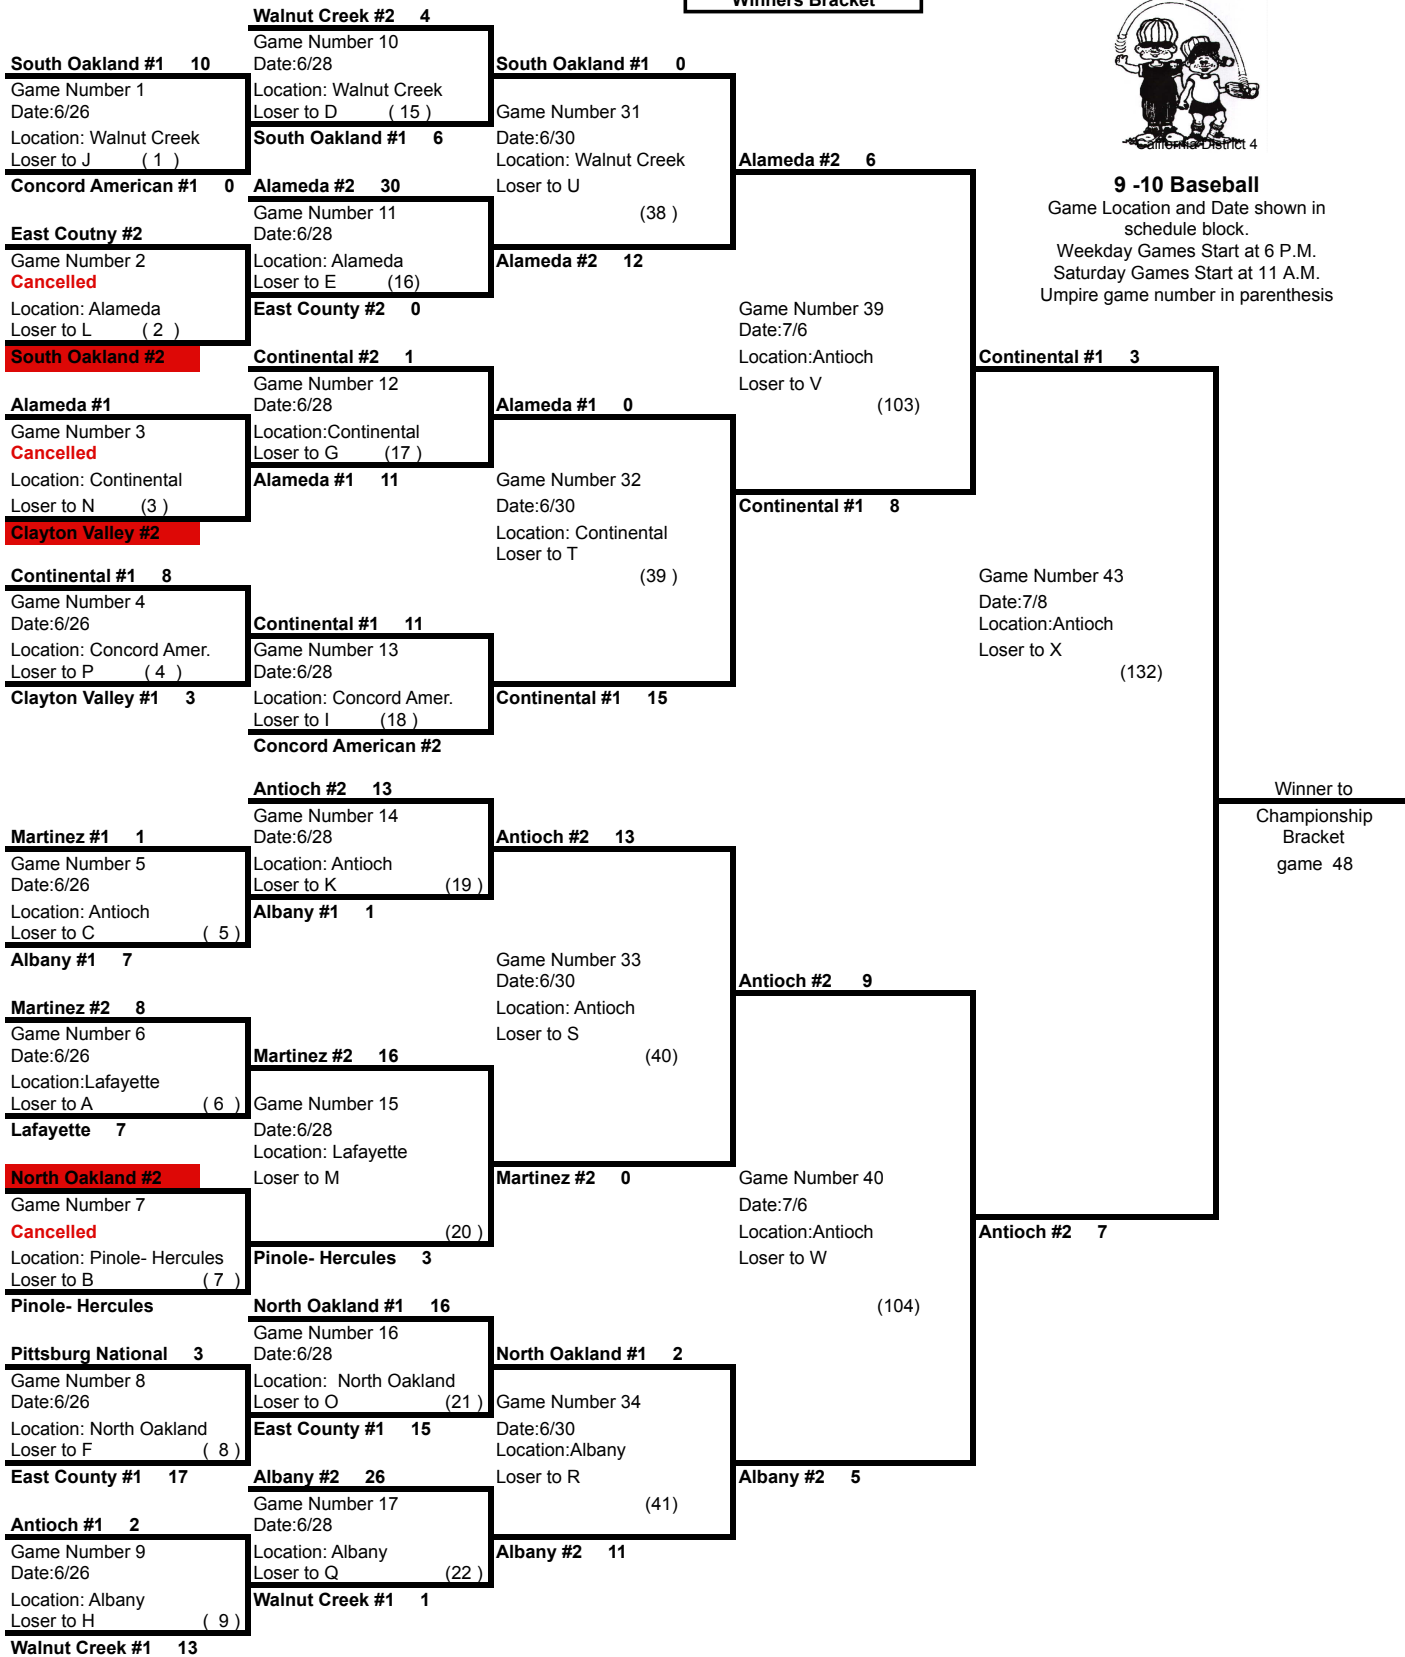 Winners Bracket
California District 4
9 -10 Baseball
Game Location and Date shown in
schedule block.
Weekday Games Start at 6 P.M.
Saturday Games Start at 11 A.M.
Umpire game number in parenthesis
South Oakland #1 10
Game Number 1
Date:6/26
Location: Walnut Creek
Loser to J ( 1 )
Concord American #1 0
East Coutny #2
Game Number 2
Cancelled
Location: Alameda
Loser to L ( 2 )
South Oakland #2
Alameda #1
Game Number 3
Cancelled
Location: Continental
Loser to N (3 )
Clayton Valley #2
Continental #1 8
Game Number 4
Date:6/26
Location: Concord Amer.
Loser to P ( 4 )
Clayton Valley #1 3
Martinez #1 1
Game Number 5
Date:6/26
Location: Antioch
Loser to C ( 5 )
Albany #1 7
Martinez #2 8
Game Number 6
Date:6/26
Location:Lafayette
Loser to A ( 6 )
Lafayette 7
North Oakland #2
Game Number 7
Cancelled
Location: Pinole- Hercules
Loser to B ( 7 )
Pinole- Hercules
Pittsburg National 3
Game Number 8
Date:6/26
Location: North Oakland
Loser to F ( 8 )
East County #1 17
Antioch #1 2
Game Number 9
Date:6/26
Location: Albany
Loser to H ( 9 )
Walnut Creek #1 13
Walnut Creek #2 4
Game Number 10
Date:6/28
Location: Walnut Creek
Loser to D ( 15 )
South Oakland #1 6
Alameda #2 30
Game Number 11
Date:6/28
Location: Alameda
Loser to E (16)
East County #2 0
Continental #2 1
Game Number 12
Date:6/28
Location:Continental
Loser to G (17 )
Alameda #1 11
Continental #1 11
Game Number 13
Date:6/28
Location: Concord Amer.
Loser to I (18 )
Concord American #2
Antioch #2 13
Game Number 14
Date:6/28
Location: Antioch
Loser to K (19 )
Albany #1 1
Martinez #2 16
Game Number 15
Date:6/28
Location: Lafayette
Loser to M
(20 )
Pinole- Hercules 3
North Oakland #1 16
Game Number 16
Date:6/28
Location: North Oakland
Loser to O (21 )
East County #1 15
Albany #2 26
Game Number 17
Date:6/28
Location: Albany
Loser to Q (22 )
Walnut Creek #1 1
South Oakland #1 0
Game Number 31
Date:6/30
Location: Walnut Creek
Loser to U
(38 )
Alameda #2 12
Alameda #1 0
Game Number 32
Date:6/30
Location: Continental
Loser to T
(39 )
Continental #1 15
Antioch #2 13
Game Number 33
Date:6/30
Location: Antioch
Loser to S
(40)
Martinez #2 0
North Oakland #1 2
Game Number 34
Date:6/30
Location:Albany
Loser to R
(41)
Albany #2 11
Alameda #2 6
Game Number 39
Date:7/6
Location:Antioch
Loser to V
(103)
Continental #1 8
Antioch #2 9
Game Number 40
Date:7/6
Location:Antioch
Loser to W
(104)
Albany #2 5
Continental #1 3
Game Number 43
Date:7/8
Location:Antioch
Loser to X
(132)
Antioch #2 7
Winner to
Championship
Bracket
game 48